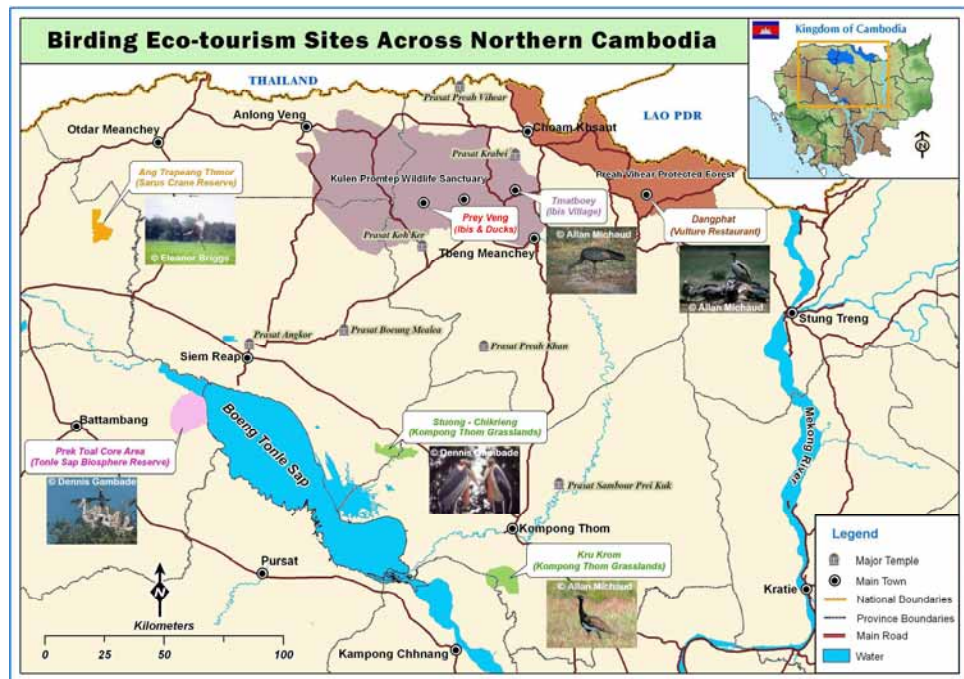 Birding Eco-tourism Sites Across Northern Cambodia
Kingdom of Cambodia
N
THAILAND
LAO PDR
Prasat Preah Vihear
Anlong Veng
Otdar Meanchey
Choam Khsaut
Prasat Krabei
Ang Trapeang Thmor
(Sarus Crane Reserve)
© Eleanor Briggs
Kulen Promtep Wildlife Sanctuary
Preah Vihear Protected Forest
Tmatboey
(Ibis Village)
Prey Veng
(Ibis & Ducks)
Dangphat
(Vulture Restaurant)
Prasat Koh Ker
Tbeng Meanchey
© Allan Michaud
© Allan Michaud
Stung Treng
Prasat Angkor
Prasat Boeung Mealea
Prasat Preah Khan
Siem Reap
Battambang
Boeng Tonle Sap
Mekong River
Stuong - Chikrieng
(Kompong Thom Grasslands)
© Dennis Gambade
Prek Toal Core Area
(Tonle Sap Biosphere Reserve)
© Dennis Gambade
Prasat Sambour Prei Kuk
Kompong Thom
Kru Krom
(Kompong Thom Grasslands)
© Allan Michaud
Pursat
Kratie
Kampong Chhnang
N
Kilometers
0 25 50 100
Legend
Major Temple
Main Town
National Boundaries
Province Boundaries
Main Road
Water